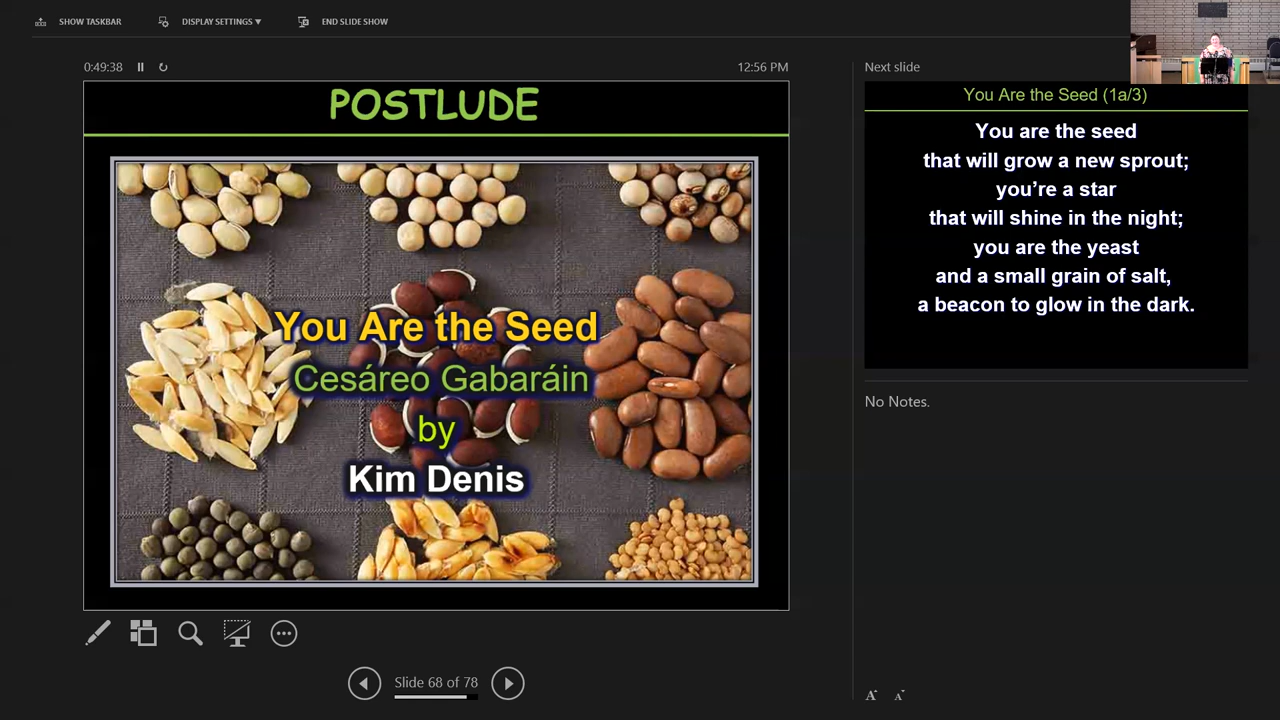 SHOW TASKBAR
DISPLAY SETTINGS ▼
END SLIDE SHOW
0:49:38
12:56 PM
POSTLUDE
You Are the Seed
Cesáreo Gabaráin
by
Kim Denis
Slide 68 of 78
Next slide
You Are the Seed (1a/3)
You are the seed
that will grow a new sprout;
you’re a star
that will shine in the night;
you are the yeast
and a small grain of salt,
a beacon to glow in the dark.
No Notes.
A A